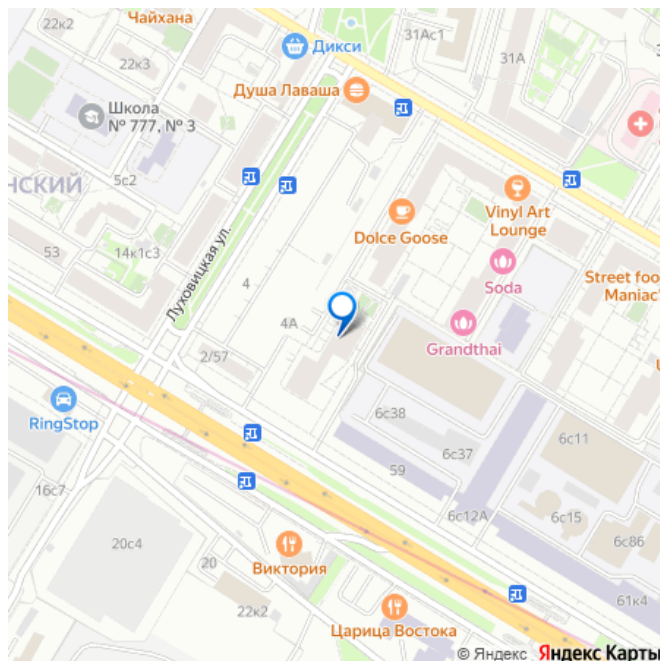 22к2
Чайхана
31Ас1
Дикси
31А
22к3
Душа Лаваша
Школа
№ 777, № 3
5с2
НСКИЙ
Vinyl Art
Lounge
Dolce Goose
53
14к1с3
Луховицкая ул.
4
Soda
Street foo
Maniac'
4А
Grandthai
2/57
6с38
RingStop
6с37
6с11
59
16с7
6с12А
6с15
20с4
6с86
20
Виктория
22к2
61к4
Царица Востока
© Яндекс Яндекс Карты